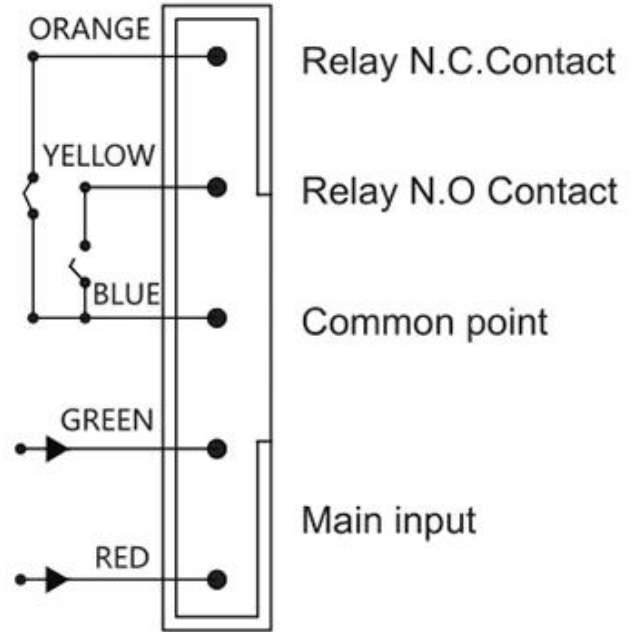 ORANGE
Relay N.C.Contact
YELLOW
Relay N.O Contact
BLUE
Common point
GREEN
Main input
RED